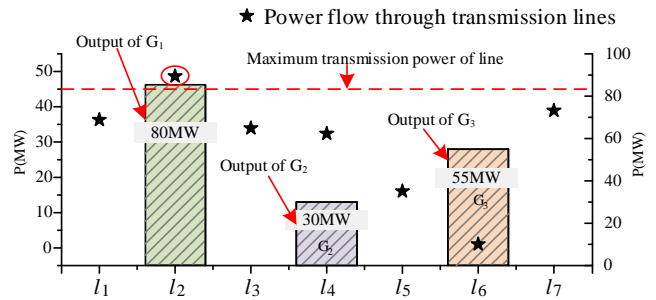 ★ Power flow through transmission lines
Output of G1
Maximum transmission power of line
P(MW)
50
40
30
20
10
0
100
80
60
40
20
0
P(MW)
80MW
Output of G2
30MW
G2
Output of G3
55MW
G3
l1 l2 l3 l4 l5 l6 l7